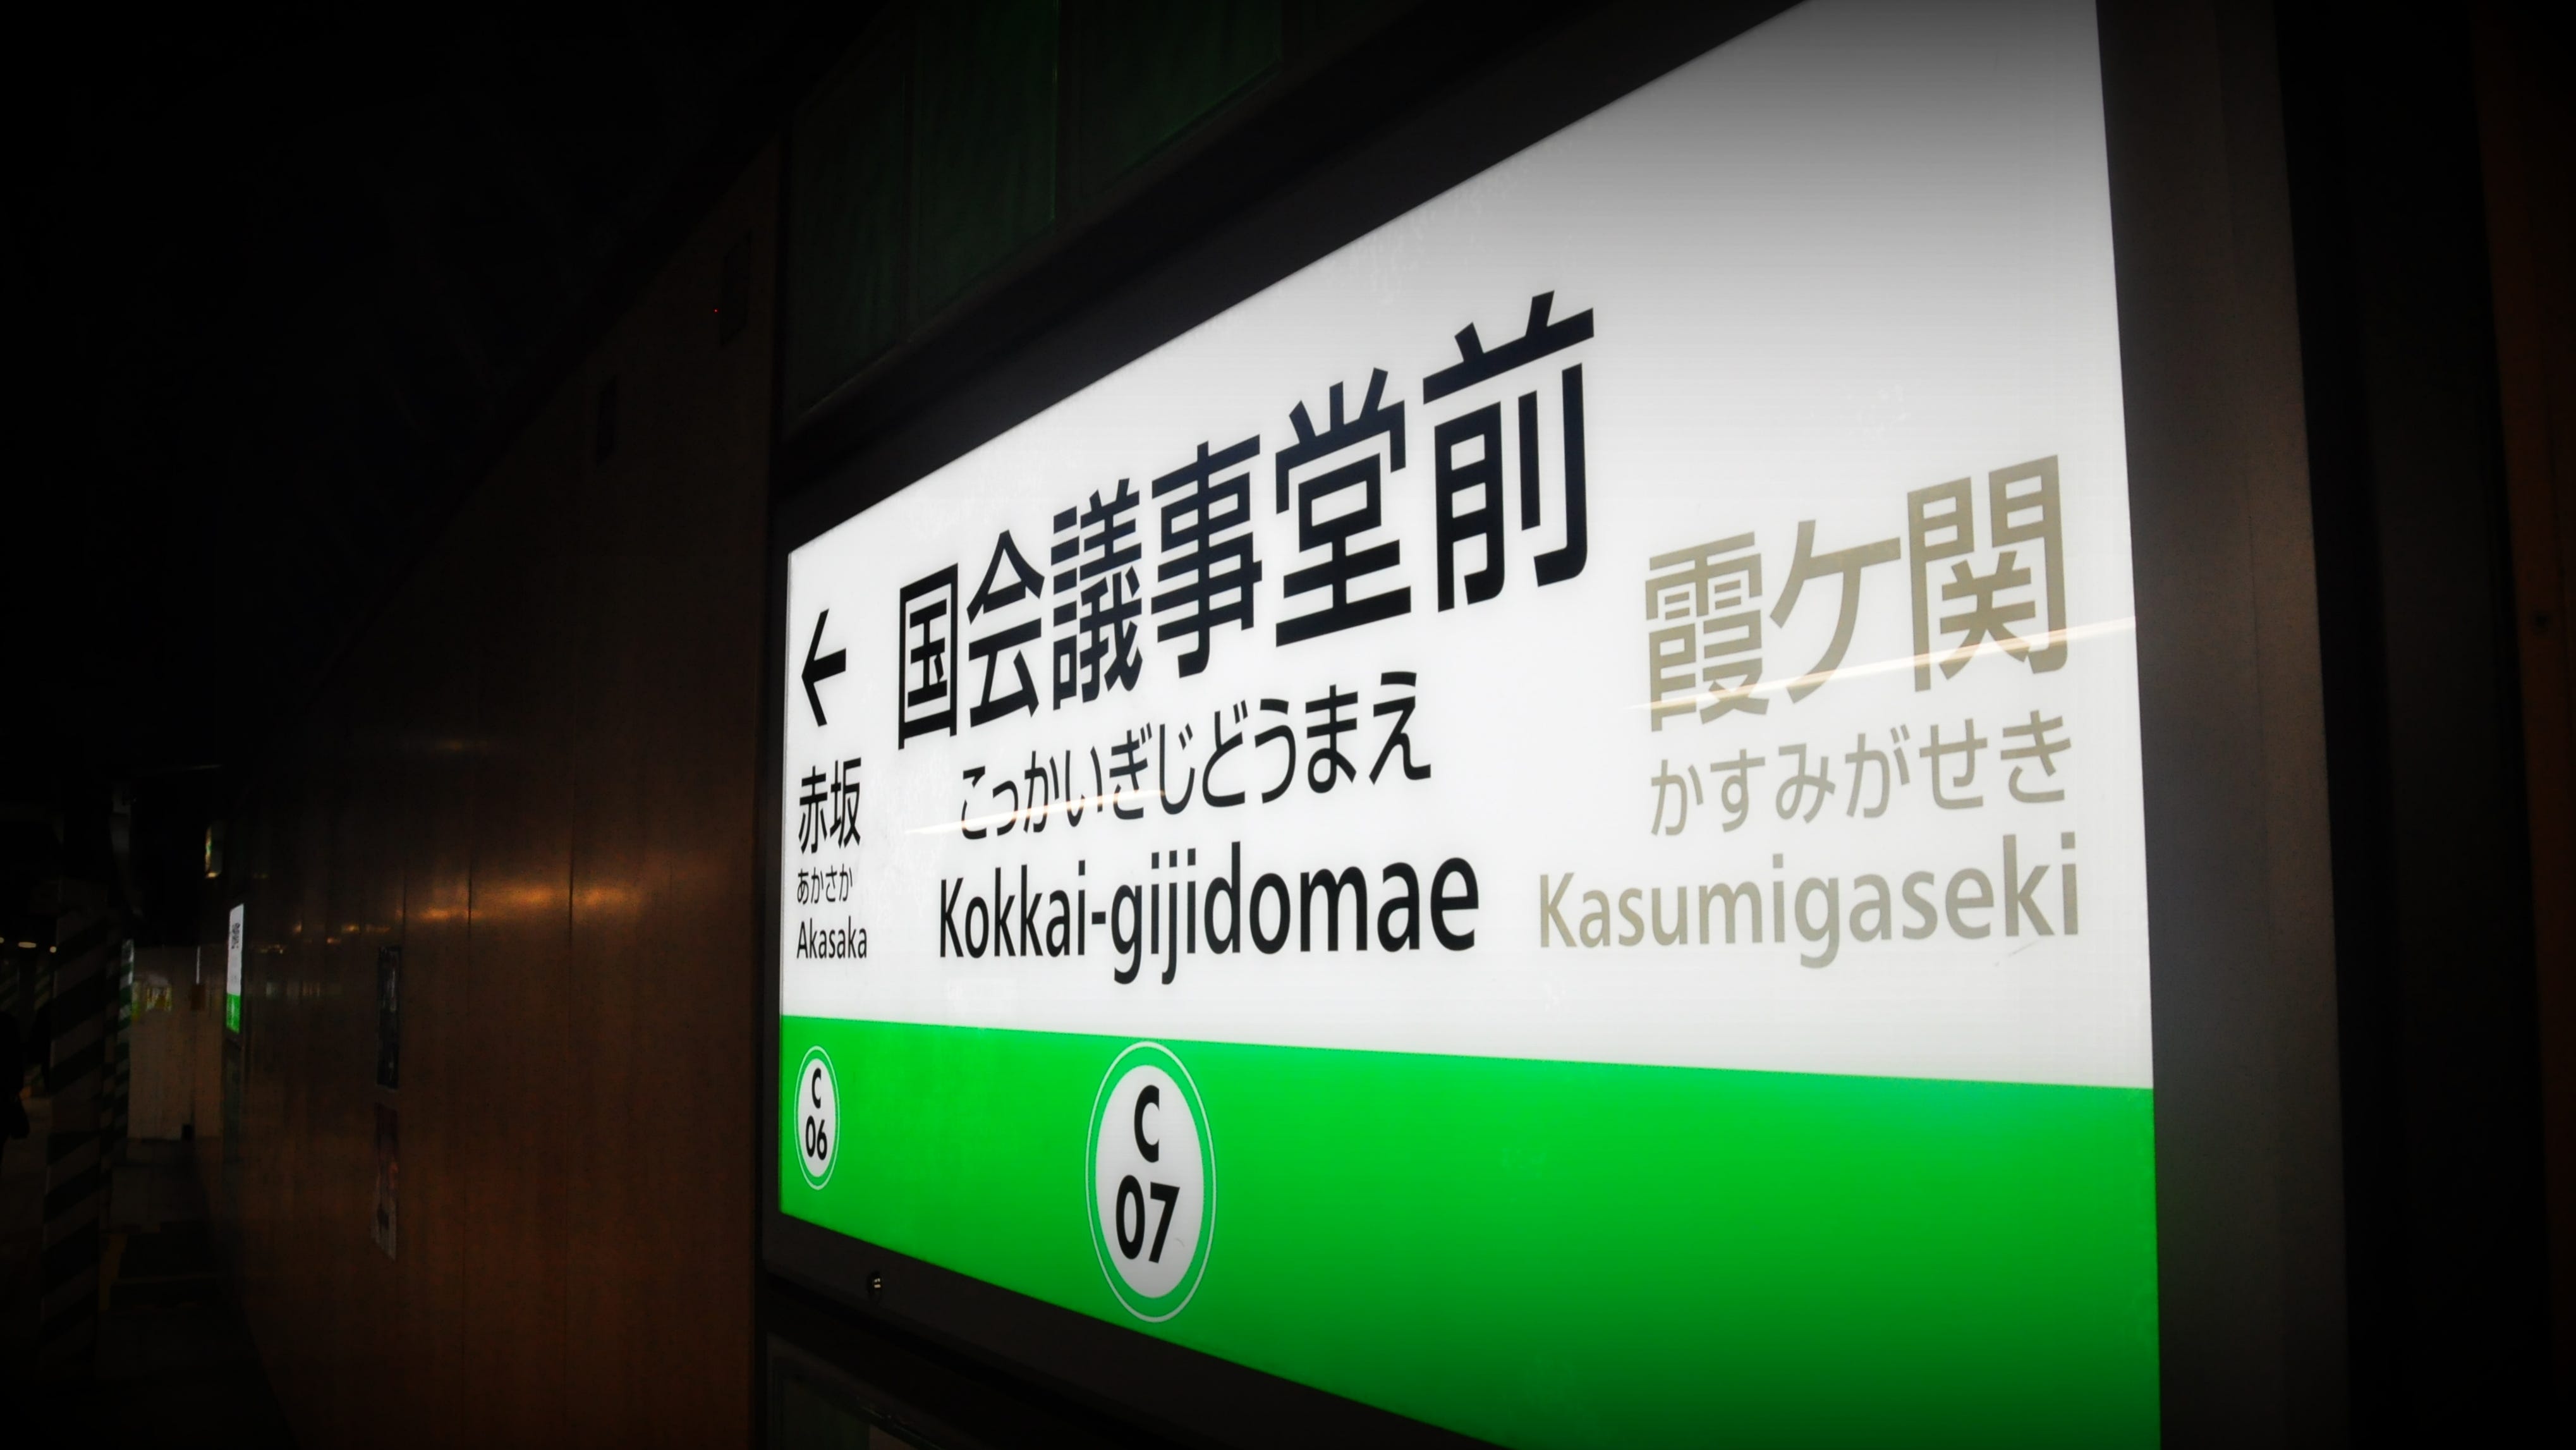 ←
赤坂
あかさか
Akasaka
国会議事堂前
こっかいぎじどうまえ
Kokkai-gijidomae
霞ケ関
かすみがせき
Kasumigaseki
C
06
C
07